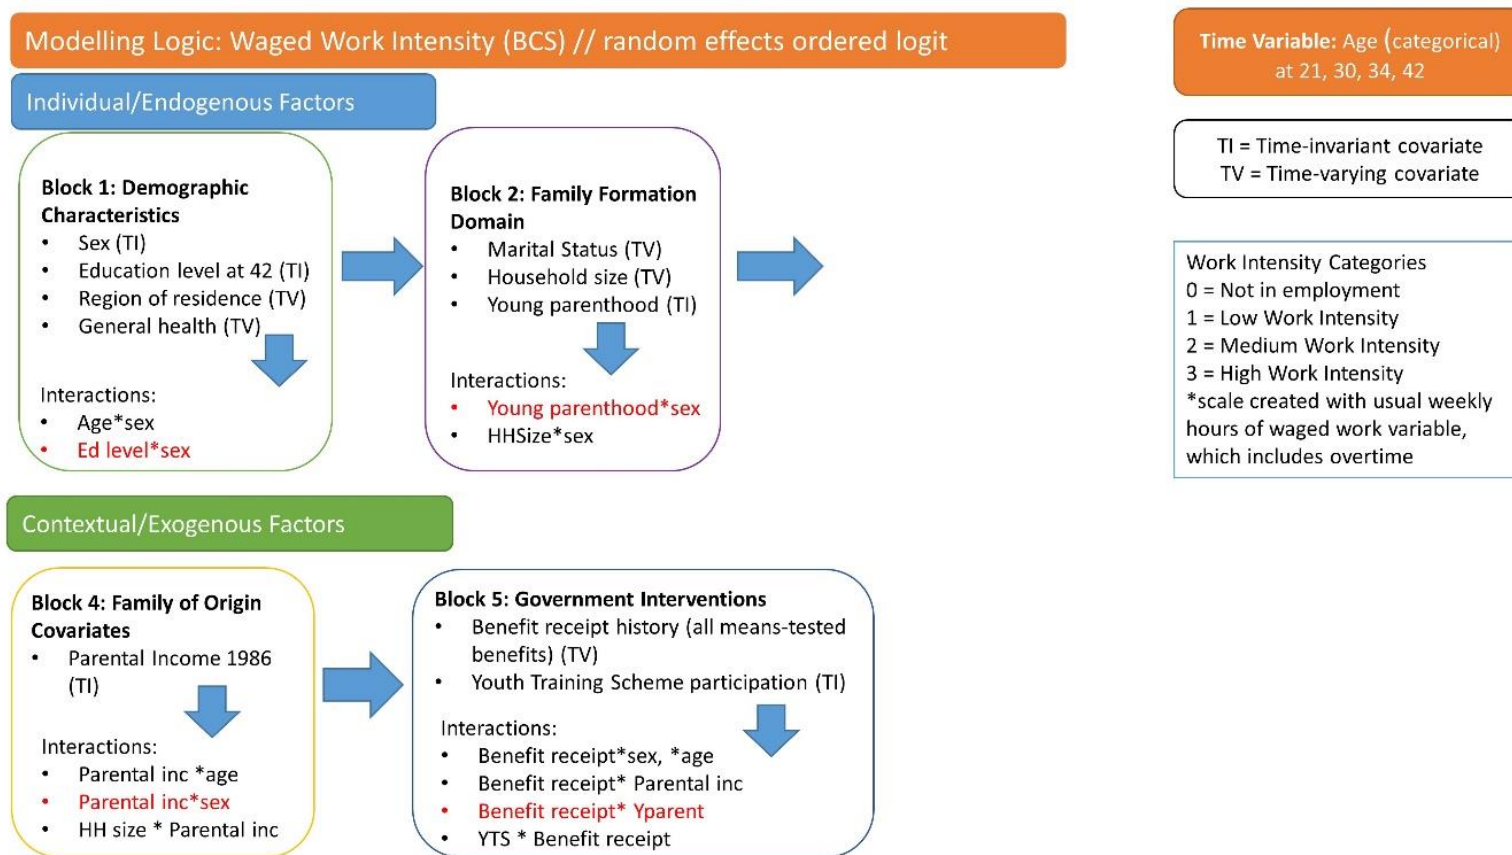 Modelling Logic: Waged Work Intensity (BCS) // random effects ordered logit
Time Variable: Age (categorical)
at 21, 30, 34, 42
Individual/Endogenous Factors
TI = Time-invariant covariate
TV = Time-varying covariate
Block 1: Demographic
Characteristics
• Sex (TI)
• Education level at 42 (TI)
• Region of residence (TV)
• General health (TV)
Interactions:
• Age*sex
• Ed level*sex
Block 2: Family Formation
Domain
• Marital Status (TV)
• Household size (TV)
• Young parenthood (TI)
Interactions:
• Young parenthood*sex
• HHSize*sex
Work Intensity Categories
0 = Not in employment
1 = Low Work Intensity
2 = Medium Work Intensity
3 = High Work Intensity
*scale created with usual weekly
hours of waged work variable,
which includes overtime
Contextual/Exogenous Factors
Block 4: Family of Origin
Covariates
• Parental Income 1986
(TI)
Interactions:
• Parental inc *age
• Parental inc*sex
• HH size * Parental inc
Block 5: Government Interventions
• Benefit receipt history (all means-tested
benefits) (TV)
• Youth Training Scheme participation (TI)
Interactions:
• Benefit receipt*sex, *age
• Benefit receipt* Parental inc
• Benefit receipt* Yparent
• YTS * Benefit receipt